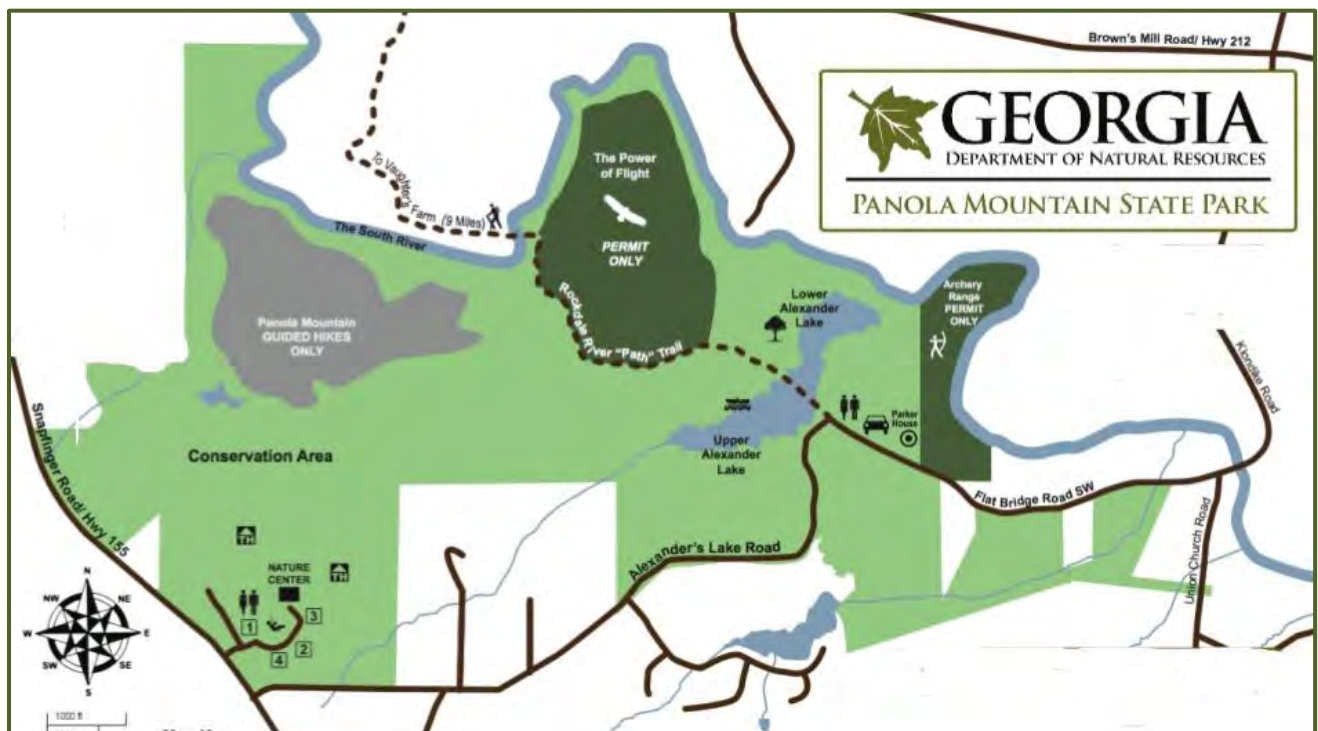 Brown's Mill Road/ Hwy 212
GEORGIA
DEPARTMENT OF NATURAL RESOURCES
PANOLA MOUNTAIN STATE PARK
To Vaughter's Farm (9 Miles)
The South River
The Power
of Flight
PERMIT
ONLY
Rockdale River "Path" Trail
Lower
Alexander
Lake
Archery
Range
PERMIT
ONLY
Panola Mountain
GUIDED HIKES
ONLY
Klondike Road
Snapfinger Road/ Hwy 155
Conservation Area
Upper
Alexander
Lake
Parker
House
Flat Bridge Road SW
Union Church Road
Alexander's Lake Road
TH
TH
NATURE
CENTER
1
3
2
4
N
NE
E
SE
S
SW
W
NW
1000 ft